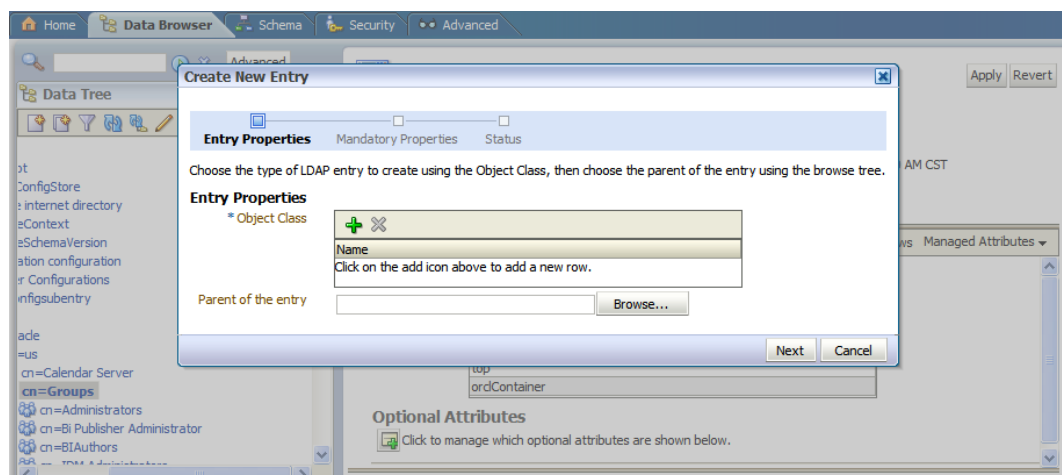 Home Data Browser Schema Security Advanced
Advanced
Create New Entry
Apply Revert
Data Tree
Entry Properties Mandatory Properties Status
AM CST
Choose the type of LDAP entry to create using the Object Class, then choose the parent of the entry using the browse tree.
ConfigStore
Entry Properties
internet directory
* Object Class
eContext
eSchemaVersion
Name
Managed Attributes
ation configuration
Click on the add icon above to add a new row.
er Configurations
onfigsubentry
Parent of the entry Browse...
acle
=us
Next Cancel
cn=Calendar Server
top
cn=Groups
orclContainer
cn=Administrators
Optional Attributes
cn=Bi Publisher Administrator
Click to manage which optional attributes are shown below.
cn=BIAuthors
cn=IDM Administrators